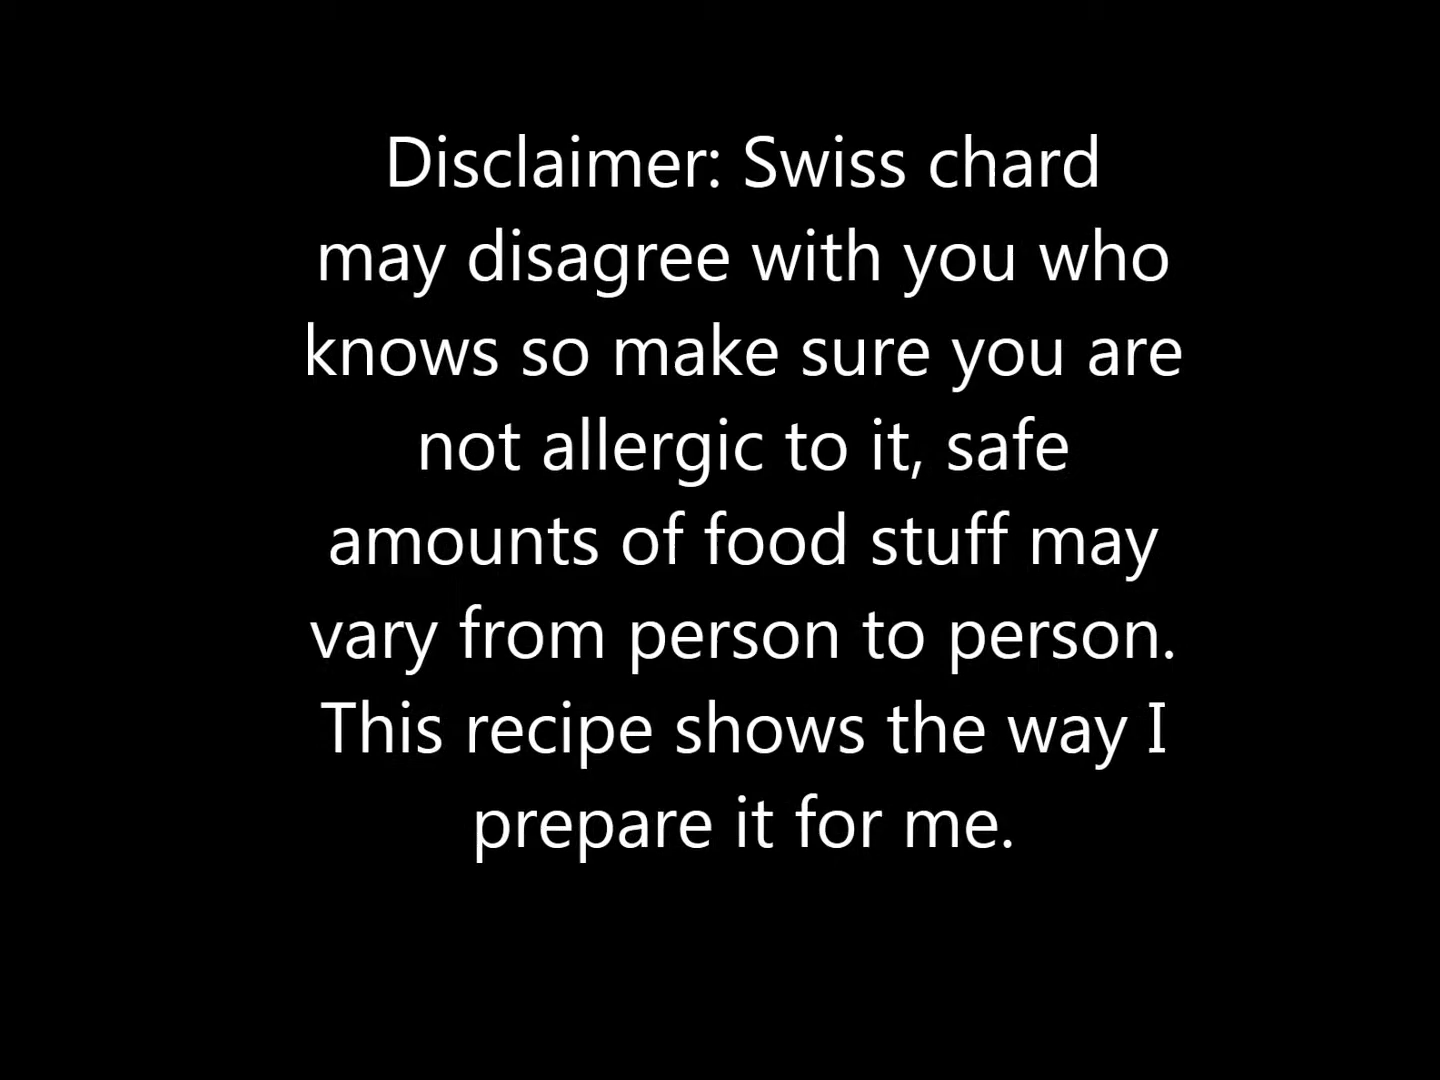 Disclaimer: Swiss chard
may disagree with you who
knows so make sure you are
not allergic to it, safe
amounts of food stuff may
vary from person to person.
This recipe shows the way I
prepare it for me.